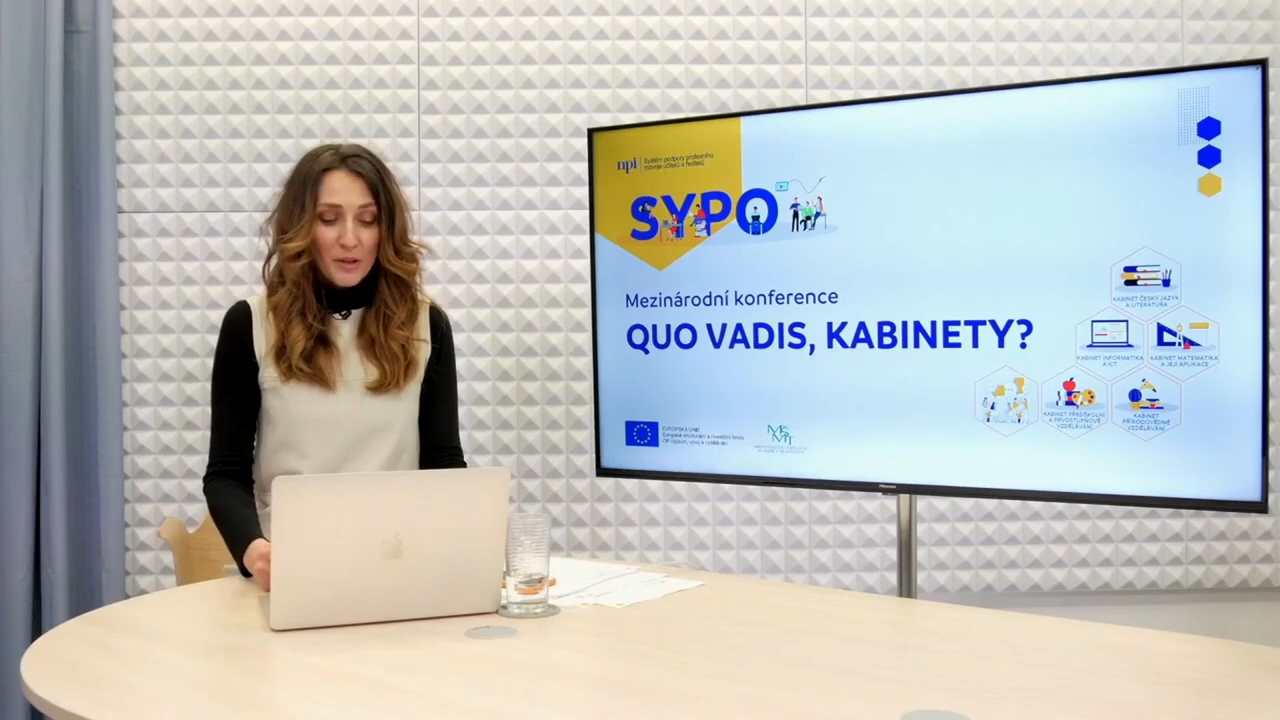 npi
Systém podpory profesního
rozvoje učitelů a ředitelů
SYPO
Mezinárodní konference
QUO VADIS, KABINETY?
KABINET ČESKÝ JAZYK
A LITERATURA
KABINET INFORMATIKA
A ICT
KABINET MATEMATIKA
A JEJÍ APLIKACE
KABINET PŘEDŠKOLNÍ
A PRVOSTUPŇOVÉ
VZDĚLÁVÁNÍ
KABINET
PŘÍRODOVĚDNÉ
VZDĚLÁVÁNÍ
EVROPSKÁ UNIE
Evropské strukturální a investiční fondy
OP Výzkum, vývoj a vzdělávání
Hisense